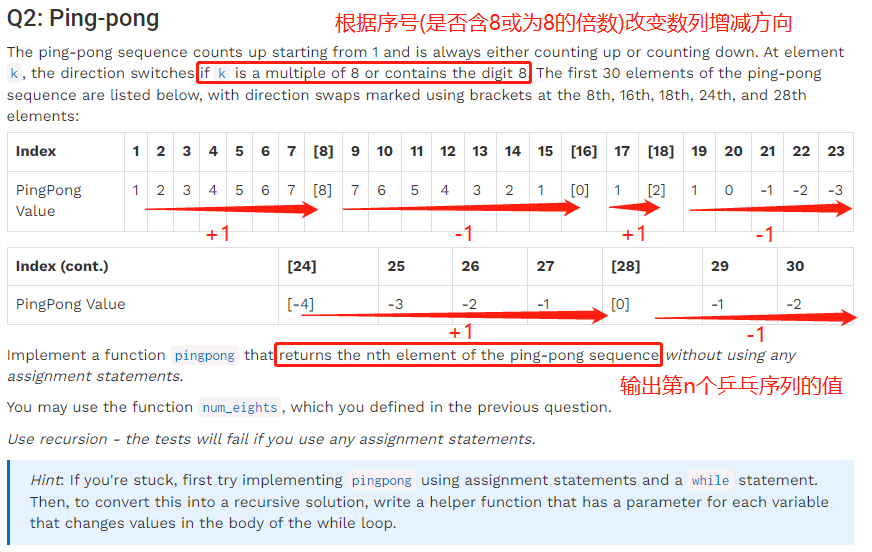 Q2: Ping-pong
根据序号(是否含8或为8的倍数)改变数列增减方向
The ping-pong sequence counts up starting from 1 and is always either counting up or counting down. At element
k, the direction switches if k is a multiple of 8 or contains the digit 8. The first 30 elements of the ping-pong
sequence are listed below, with direction swaps marked using brackets at the 8th, 16th, 18th, 24th, and 28th
elements:
Index 1 2 3 4 5 6 7 [8] 9 10 11 12 13 14 15 [16] 17 [18] 19 20 21 22 23
PingPong Value 1 2 3 4 5 6 7 [8] 7 6 5 4 3 2 1 [0] 1 [2] 1 0 -1 -2 -3
+1 -1 +1 -1
Index (cont.) [24] 25 26 27 [28] 29 30
PingPong Value [-4] -3 -2 -1 [0] -1 -2
+1 -1
Implement a function pingpong that returns the nth element of the ping-pong sequence without using any
assignment statements.
输出第n个乒乓序列的值
You may use the function num_eights, which you defined in the previous question.
Use recursion - the tests will fail if you use any assignment statements.
Hint: If you're stuck, first try implementing pingpong using assignment statements and a while statement.
Then, to convert this into a recursive solution, write a helper function that has a parameter for each variable
that changes values in the body of the while loop.